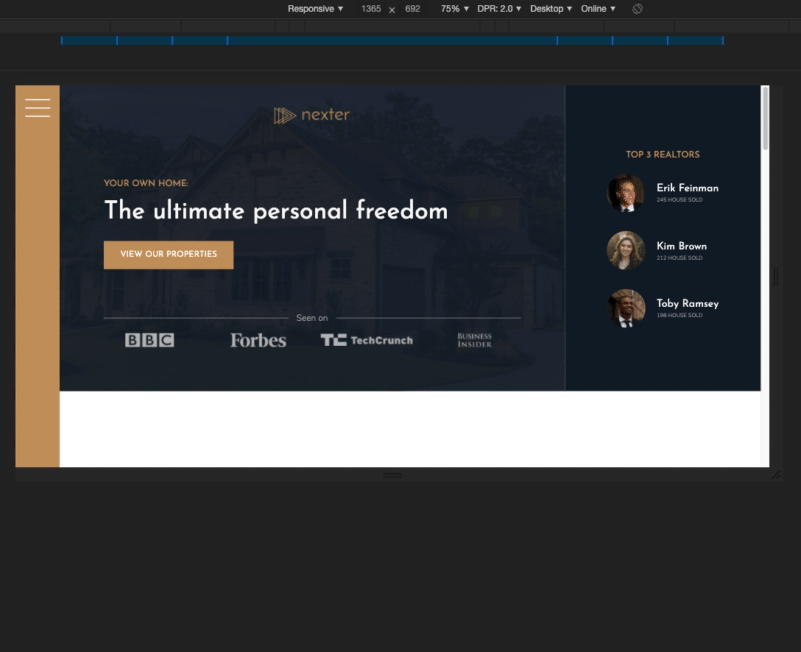 Responsive ▼ 1365 x 692 75% ▼ DPR: 2.0 ▼ Desktop ▼ Online ▼
nexter
YOUR OWN HOME:
The ultimate personal freedom
VIEW OUR PROPERTIES
Seen on
BBC Forbes TC TechCrunch BUSINESS INSIDER
TOP 3 REALTORS
Erik Feinman
245 HOUSE SOLD
Kim Brown
212 HOUSE SOLD
Toby Ramsey
198 HOUSE SOLD